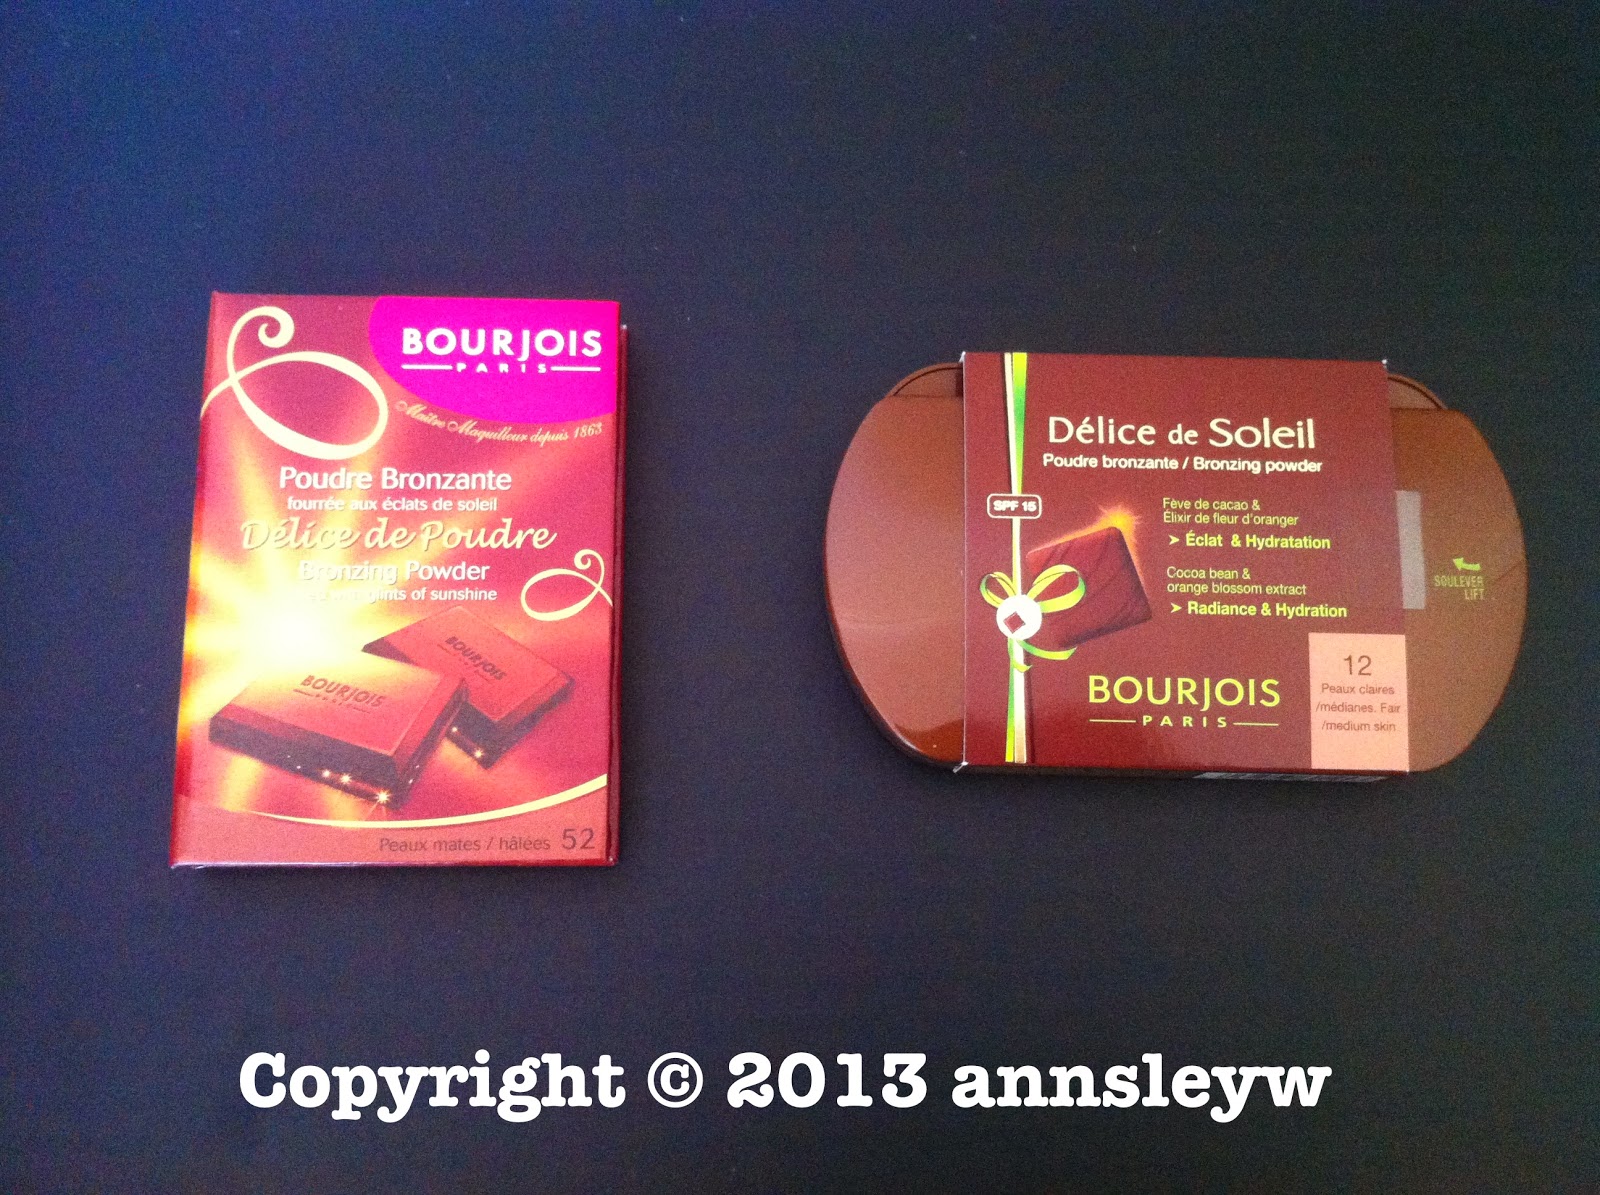 BOURJOIS
PARIS
Maître Maquilleur depuis 1863
Poudre Bronzante
fourrée aux éclats de soleil
Délice de Poudre
Bronzing Powder
glints of sunshine
BOURJOIS
PARIS
BOURJOIS
Peaux mates / hâlées 52
Délice de Soleil
Poudre bronzante / Bronzing powder
SPF 15
Fève de cacao &
Élixir de fleur d'oranger
➤ Éclat & Hydratation
Cocoa bean &
orange blossom extract
➤ Radiance & Hydration
BOURJOIS
PARIS
12
Peaux claires
/médianes. Fair
/medium skin
SOULEVER
LIFT
Copyright © 2013 annsleyw